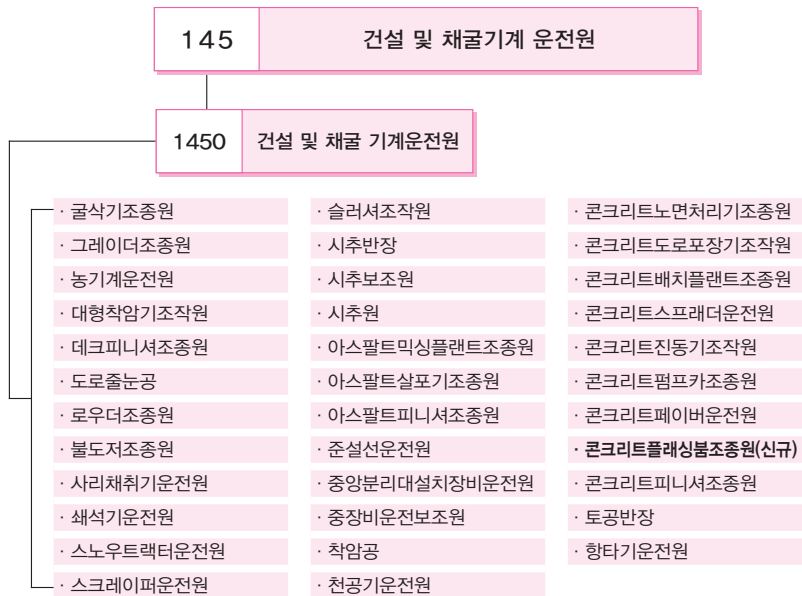 145 건설 및 채굴기계 운전원
1450 건설 및 채굴 기계운전원
· 굴삭기조종원
· 그레이더조종원
· 농기계운전원
· 대형착암기조작원
· 데크피니셔조종원
· 도로줄눈공
· 로우더조종원
· 불도저조종원
· 사리채취기운전원
· 쇄석기운전원
· 스노우트랙터운전원
· 스크레이퍼운전원
· 슬러셔조작원
· 시추반장
· 시추보조원
· 시추원
· 아스팔트믹싱플랜트조종원
· 아스팔트살포기조종원
· 아스팔트피니셔조종원
· 준설선운전원
· 중앙분리대설치장비운전원
· 중장비운전보조원
· 착암공
· 천공기운전원
· 콘크리트노면처리기조종원
· 콘크리트도로포장기조작원
· 콘크리트배치플랜트조종원
· 콘크리트스프래더운전원
· 콘크리트진동기조작원
· 콘크리트펌프카조종원
· 콘크리트페이버운전원
· 콘크리트플래싱붐조종원(신규)
· 콘크리트피니셔조종원
· 토공반장
· 항타기운전원